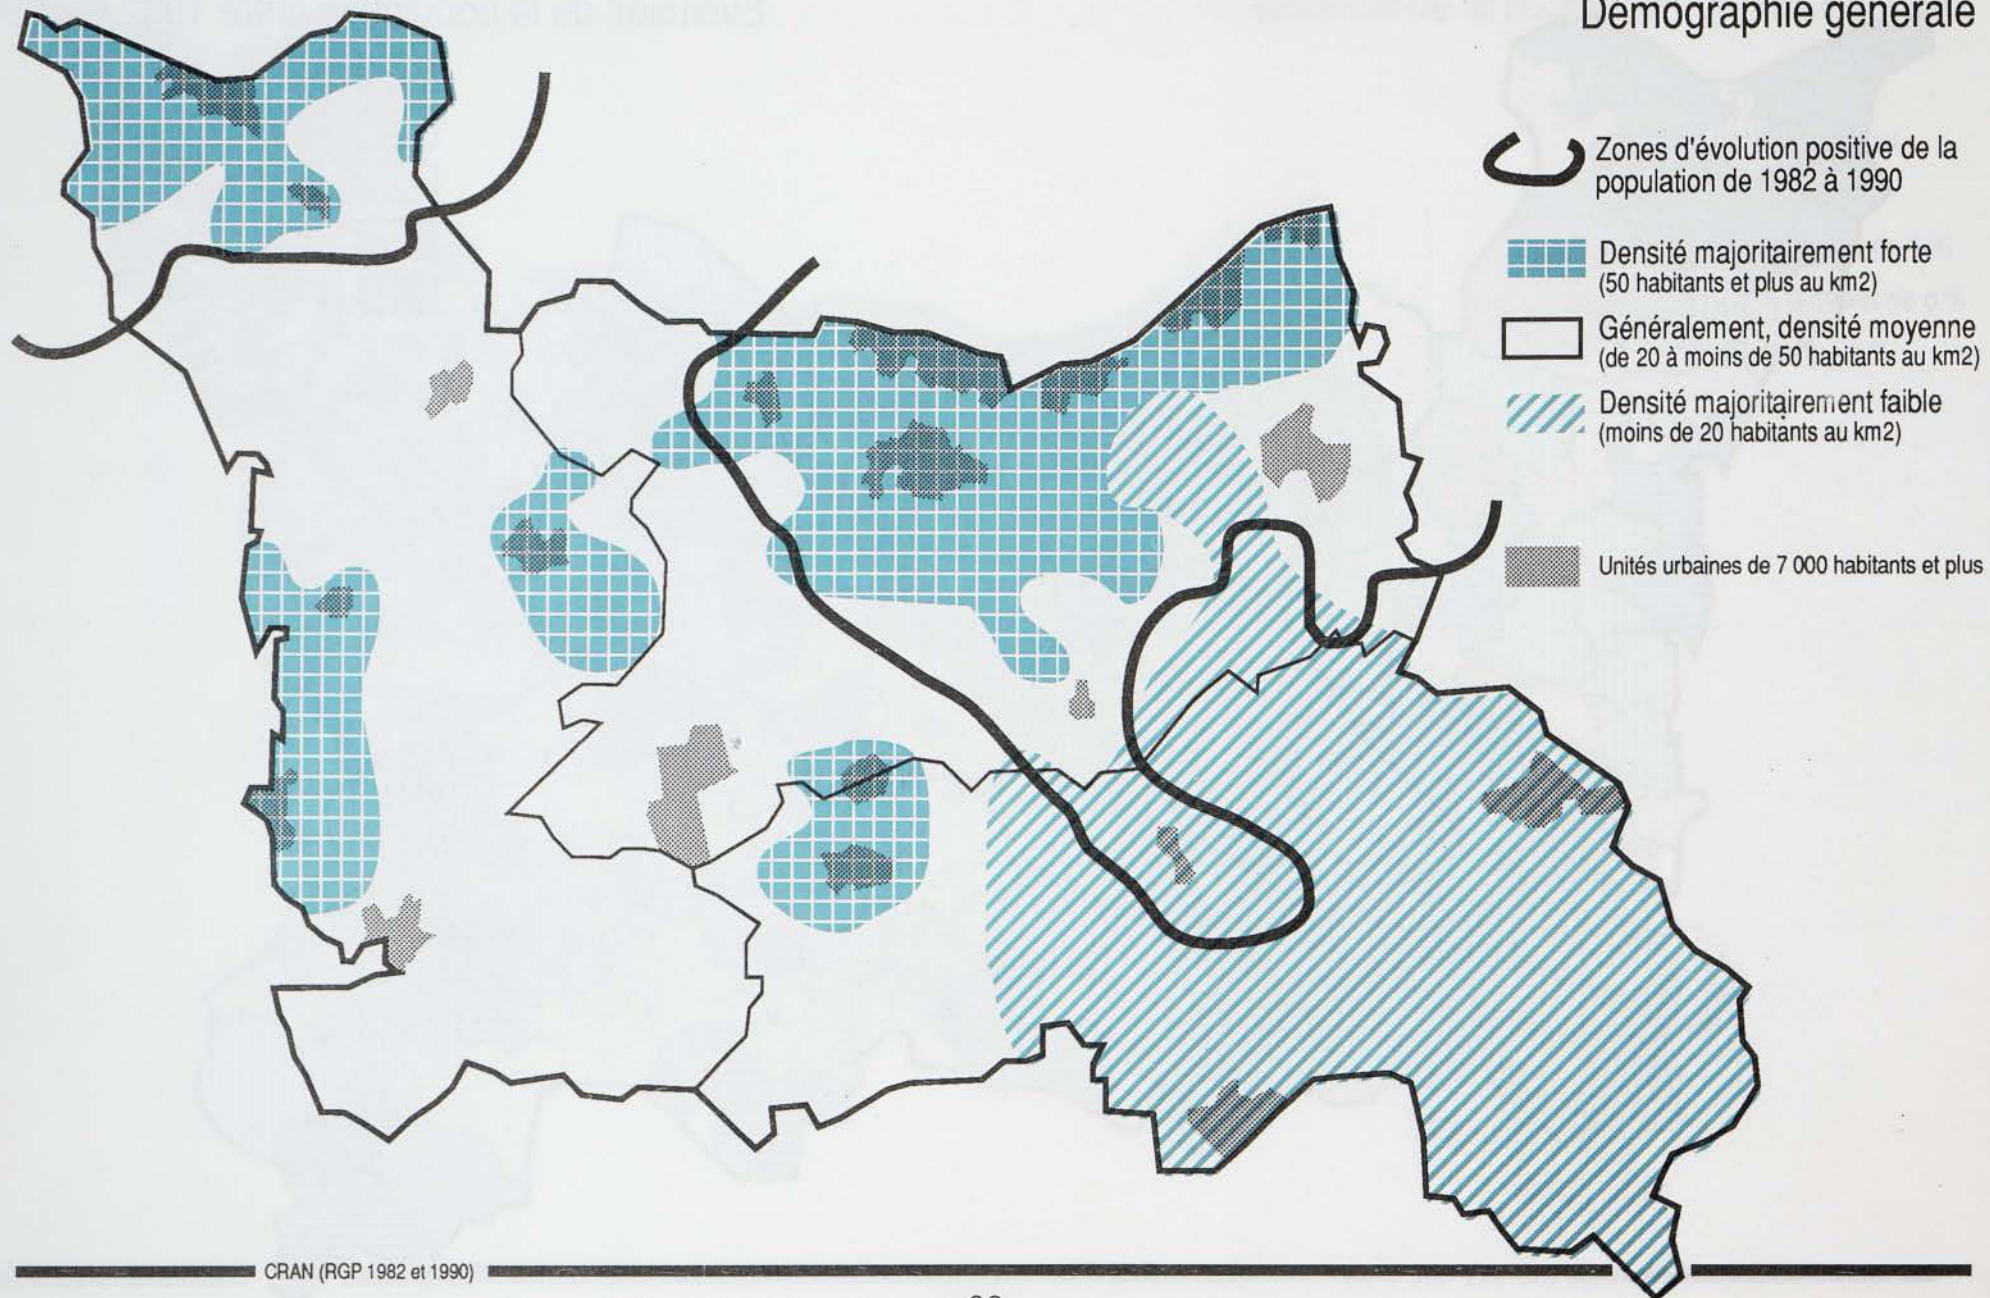 Démographie générale
Zones d'évolution positive de la
population de 1982 à 1990
Densité majoritairement forte
(50 habitants et plus au km2)
Généralement, densité moyenne
(de 20 à moins de 50 habitants au km2)
Densité majoritairement faible
(moins de 20 habitants au km2)
Unités urbaines de 7 000 habitants et plus
CRAN (RGP 1982 et 1990)